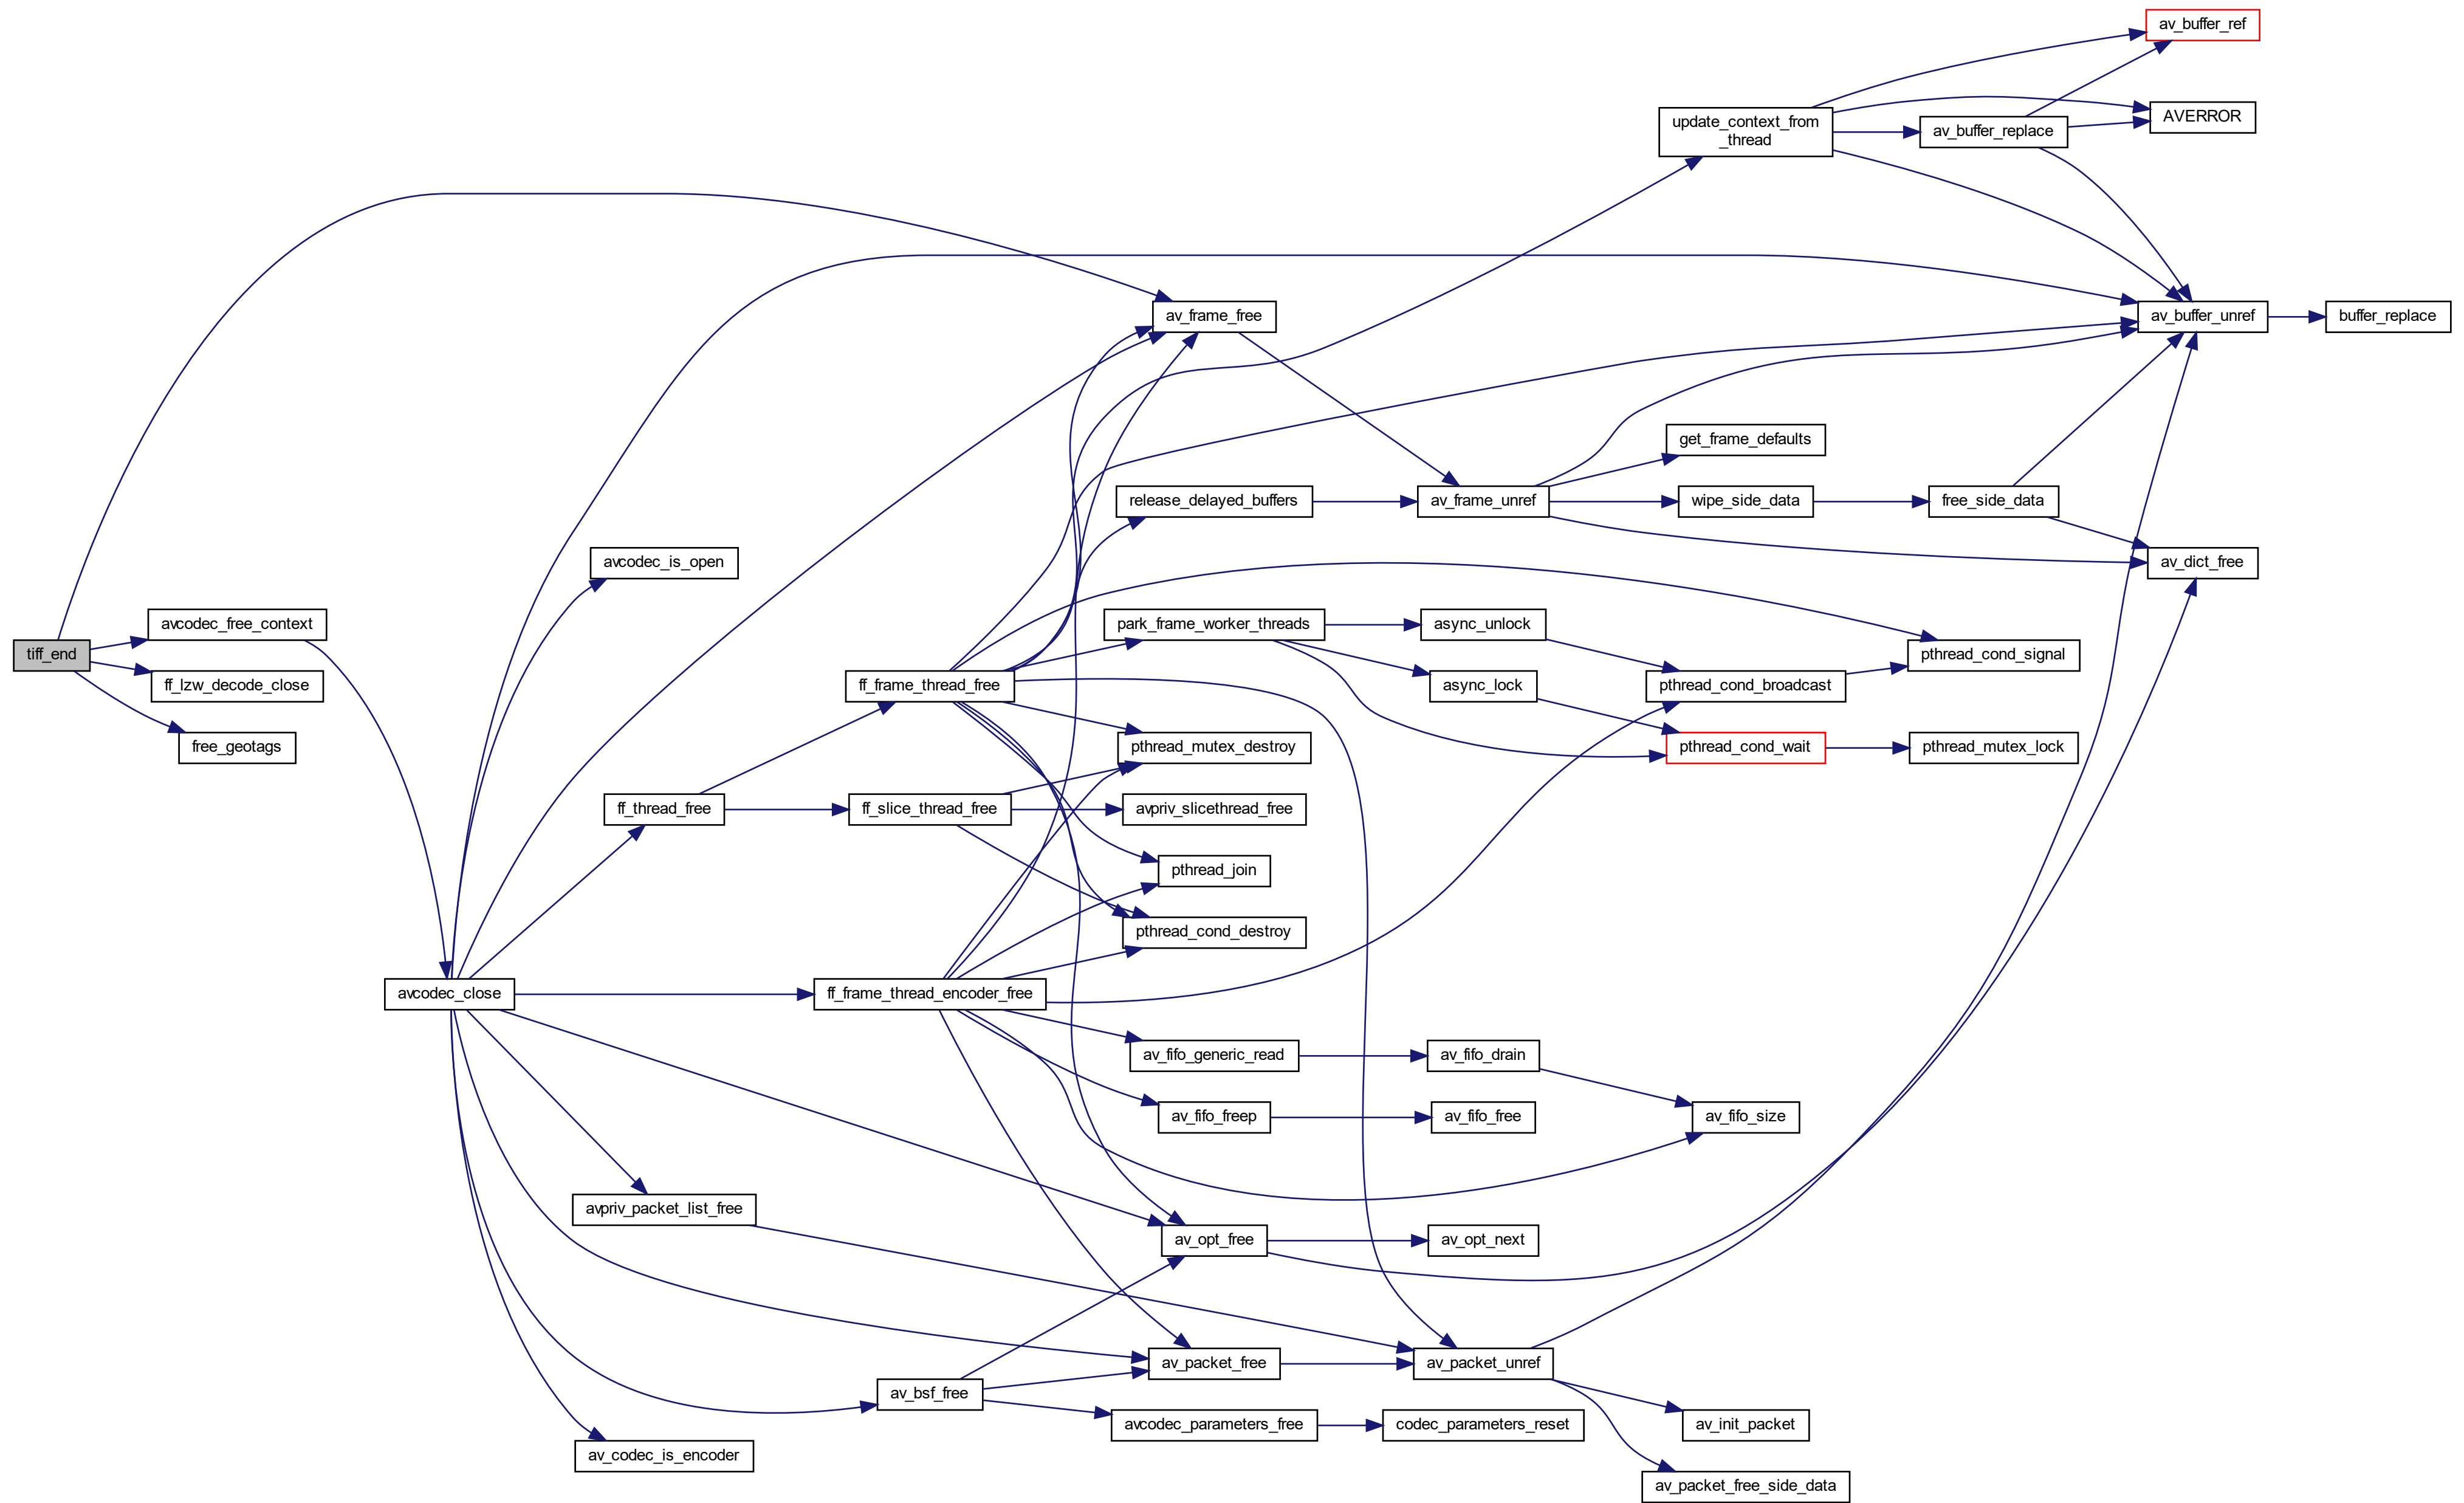 av_buffer_ref
update_context_from
_thread
av_buffer_replace
AVERROR
av_frame_free
av_buffer_unref
buffer_replace
get_frame_defaults
release_delayed_buffers
av_frame_unref
wipe_side_data
free_side_data
avcodec_is_open
av_dict_free
tiff_end
avcodec_free_context
park_frame_worker_threads
async_unlock
pthread_cond_signal
ff_lzw_decode_close
ff_frame_thread_free
async_lock
pthread_cond_broadcast
free_geotags
pthread_mutex_destroy
pthread_cond_wait
pthread_mutex_lock
ff_thread_free
ff_slice_thread_free
avpriv_slicethread_free
pthread_join
pthread_cond_destroy
avcodec_close
ff_frame_thread_encoder_free
av_fifo_generic_read
av_fifo_drain
av_fifo_freep
av_fifo_free
av_fifo_size
avpriv_packet_list_free
av_opt_free
av_opt_next
av_packet_free
av_packet_unref
av_bsf_free
avcodec_parameters_free
codec_parameters_reset
av_init_packet
av_codec_is_encoder
av_packet_free_side_data